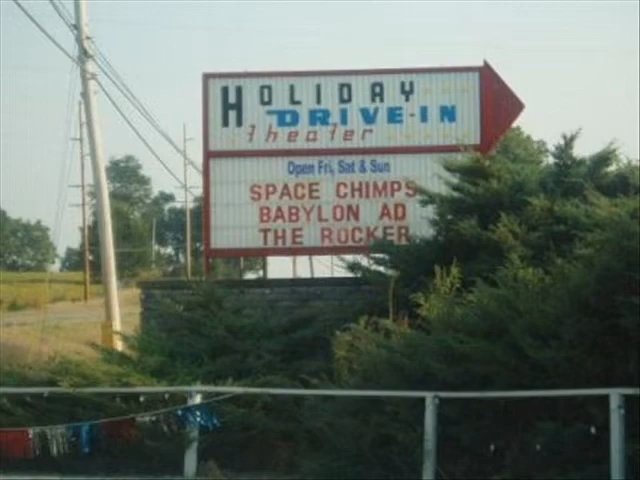 HOLIDAY
DRIVE-IN
Theater
Open Fri, Sat & Sun
SPACE CHIMPS
BABYLON AD
THE ROCKER